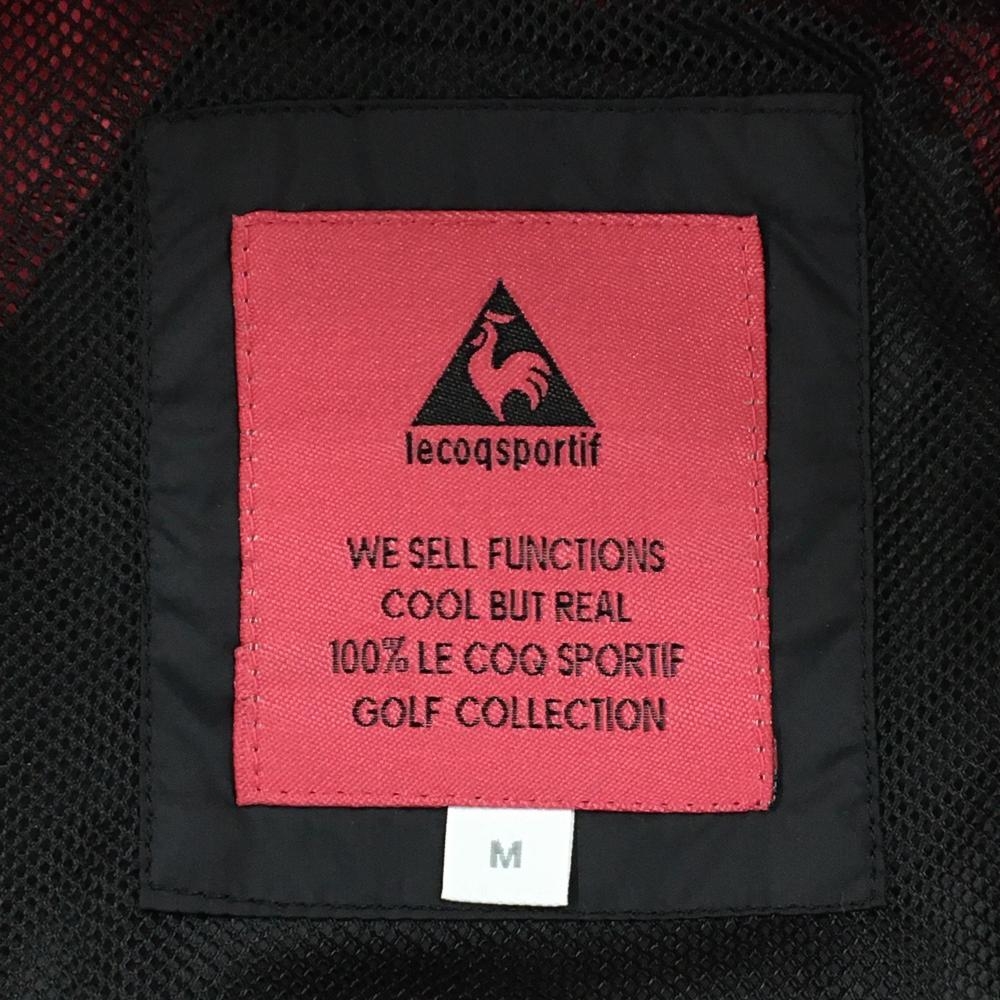 lecoqsportif
WE SELL FUNCTIONS
COOL BUT REAL
100% LE COQ SPORTIF
GOLF COLLECTION
M